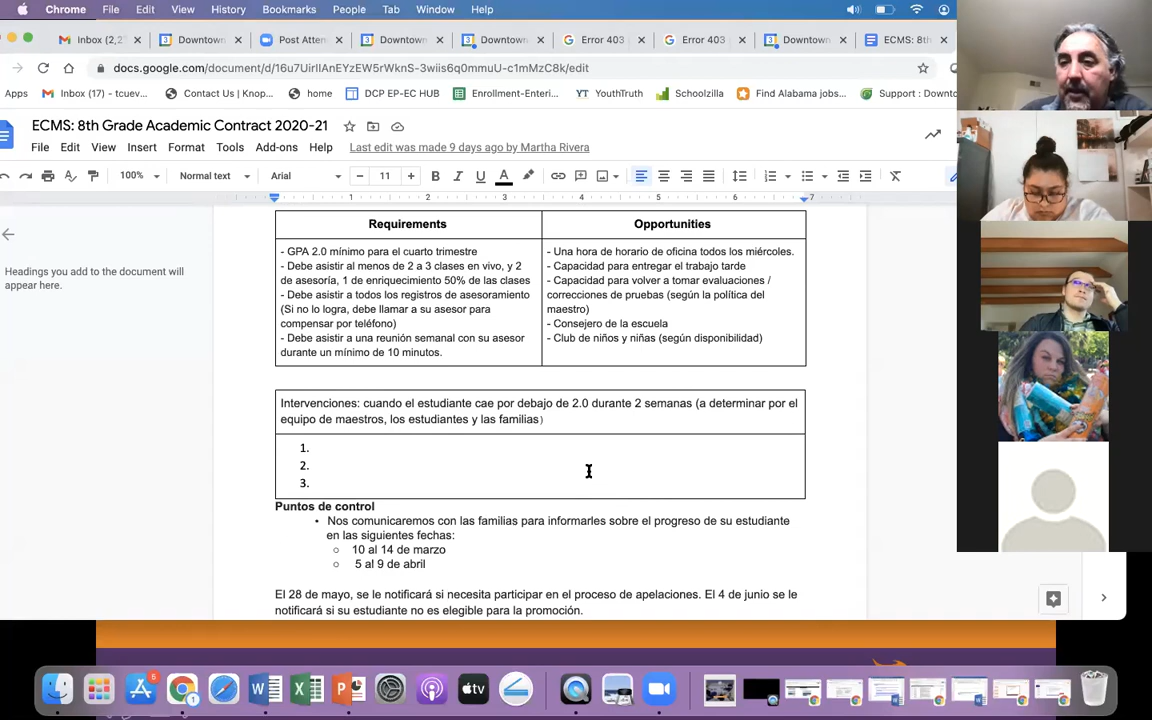 Chrome File Edit View History Bookmarks People Tab Window Help
Inbox (2,2 Downtown Post Atten Downtown Downtown Error 403 Error 403 Downtown ECMS: 8th G
docs.google.com/document/d/16u7UirIlAnEYzEW5rWknS-3wiis6q0mmuU-c1mMzC8k/edit
Apps Inbox (17) - tcuev... Contact Us | Knop... home DCP EP-EC HUB Enrollment-Enteri... YouthTruth Schoolzilla Find Alabama jobs... Support : Downto
ECMS: 8th Grade Academic Contract 2020-21
File Edit View Insert Format Tools Add-ons Help Last edit was made 9 days ago by Martha Rivera
100% Normal text Arial 11
1 2 3 4 5 6 7
Headings you add to the document will
appear here.
Requirements
- GPA 2.0 mínimo para el cuarto trimestre
- Debe asistir al menos de 2 a 3 clases en vivo, y 2
de asesoría, 1 de enriquecimiento 50% de las clases
- Debe asistir a todos los registros de asesoramiento
(Si no lo logra, debe llamar a su asesor para
compensar por teléfono)
- Debe asistir a una reunión semanal con su asesor
durante un mínimo de 10 minutos.
Opportunities
- Una hora de horario de oficina todos los miércoles.
- Capacidad para entregar el trabajo tarde
- Capacidad para volver a tomar evaluaciones /
correcciones de pruebas (según la política del
maestro)
- Consejero de la escuela
- Club de niños y niñas (según disponibilidad)
Intervenciones: cuando el estudiante cae por debajo de 2.0 durante 2 semanas (a determinar por el
equipo de maestros, los estudiantes y las familias)
1.
2.
3.
Puntos de control
• Nos comunicaremos con las familias para informarles sobre el progreso de su estudiante
en las siguientes fechas:
○ 10 al 14 de marzo
○ 5 al 9 de abril
El 28 de mayo, se le notificará si necesita participar en el proceso de apelaciones. El 4 de junio se le
notificará si su estudiante no es elegible para la promoción.
5
tv